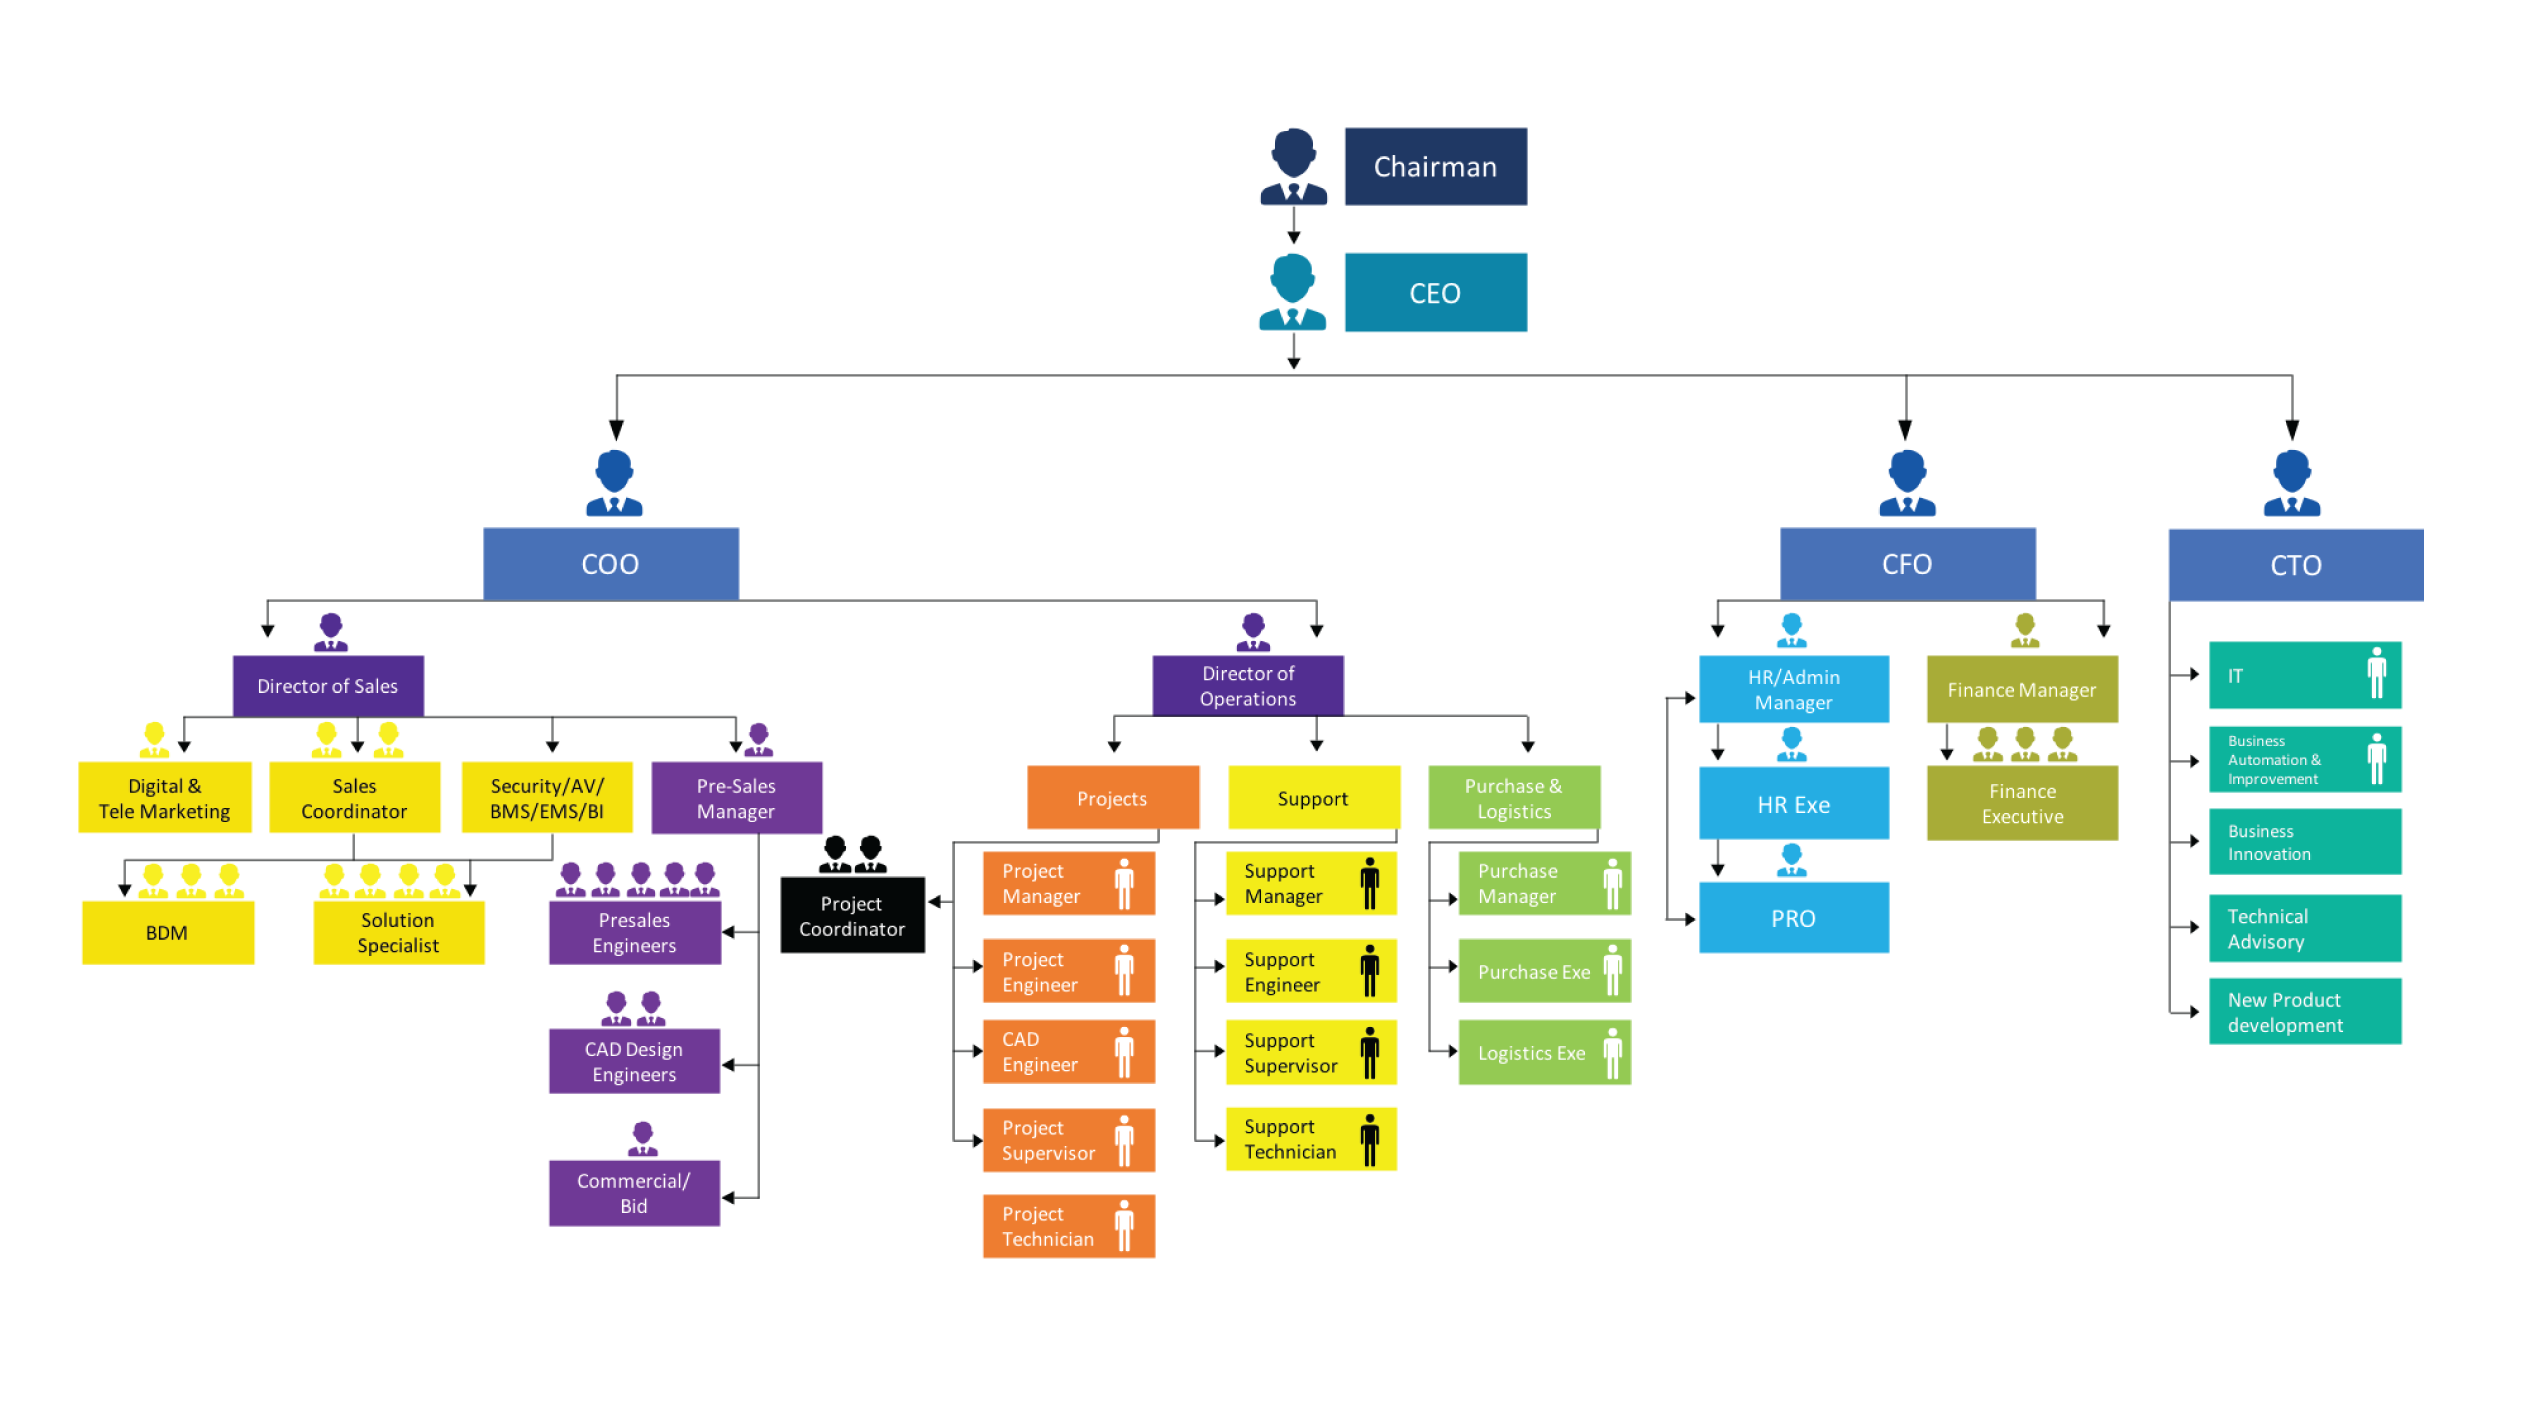 Chairman
CEO
COO
CFO
CTO
Director of Sales
Director of
Operations
HR/Admin
Manager
Finance Manager
IT
Digital &
Tele Marketing
Sales
Coordinator
Security/AV/
BMS/EMS/BI
Pre-Sales
Manager
Projects
Support
Purchase &
Logistics
HR Exe
Finance
Executive
Business
Automation &
Improvement
Business
Innovation
BDM
Solution
Specialist
Presales
Engineers
Project
Coordinator
Project
Manager
Support
Manager
Purchase
Manager
PRO
Technical
Advisory
Project
Engineer
Support
Engineer
Purchase Exe
New Product
development
CAD Design
Engineers
CAD
Engineer
Support
Supervisor
Logistics Exe
Project
Supervisor
Support
Technician
Commercial/
Bid
Project
Technician